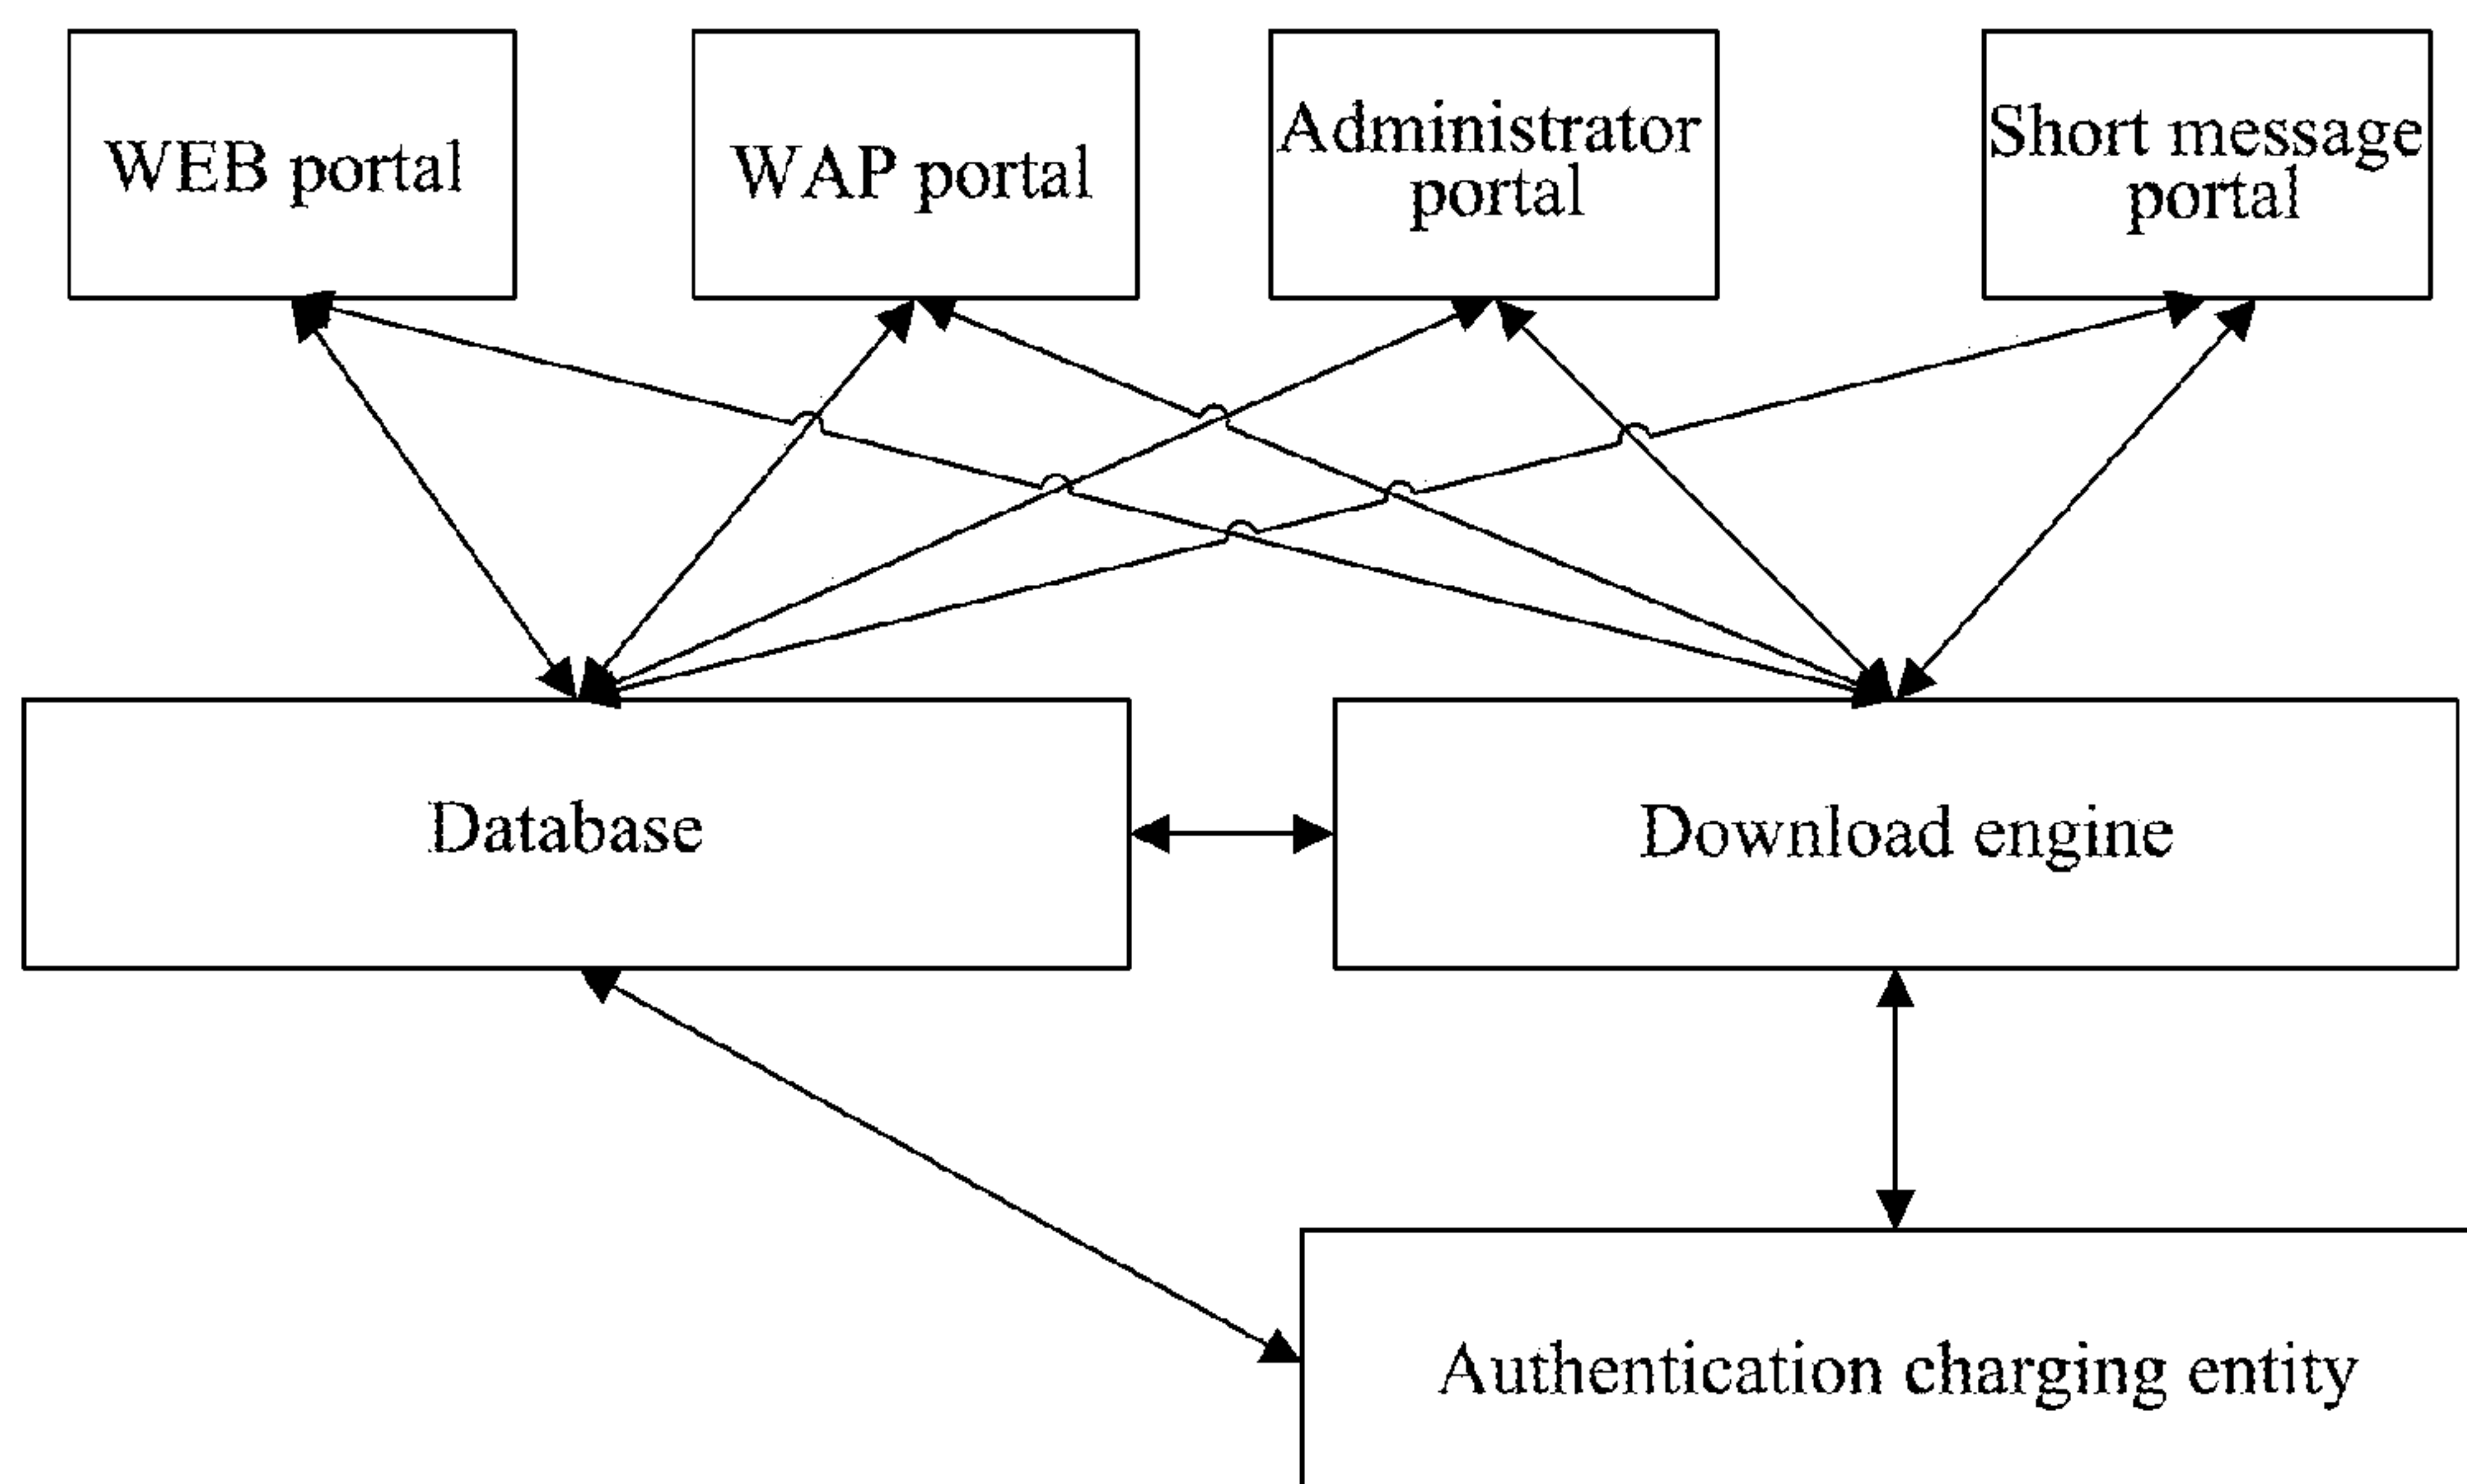 WEB portal
WAP portal
Administrator
portal
Short message
portal
Database
Download engine
Authentication charging entity